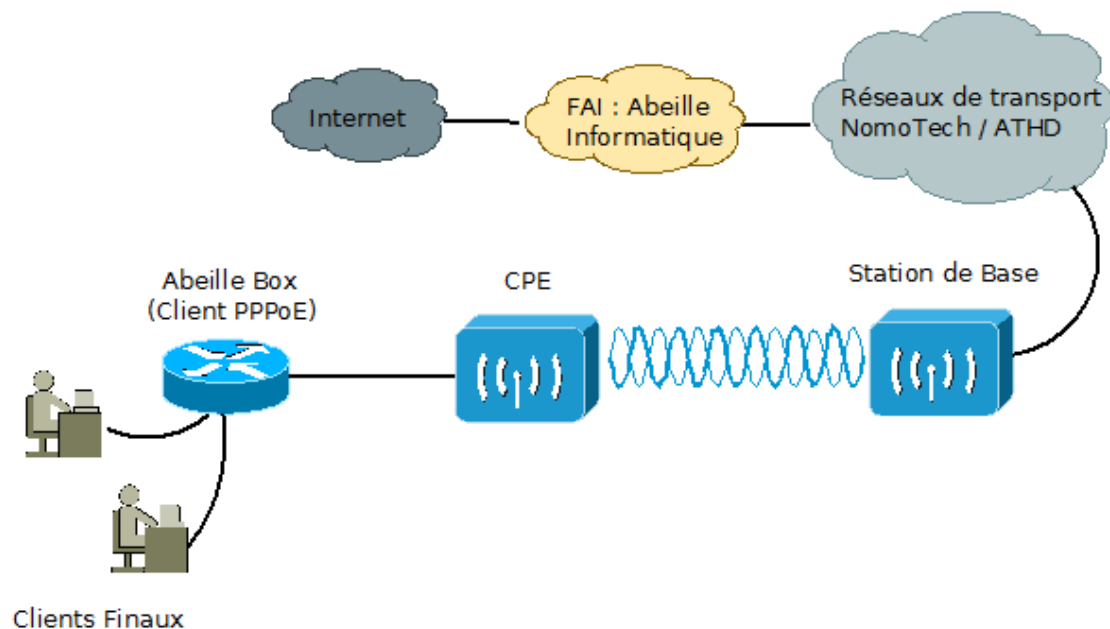 Internet
FAI : Abeille
Informatique
Réseaux de transport
NomoTech / ATHD
Abeille Box
(Client PPPoE)
CPE
Station de Base
Clients Finaux